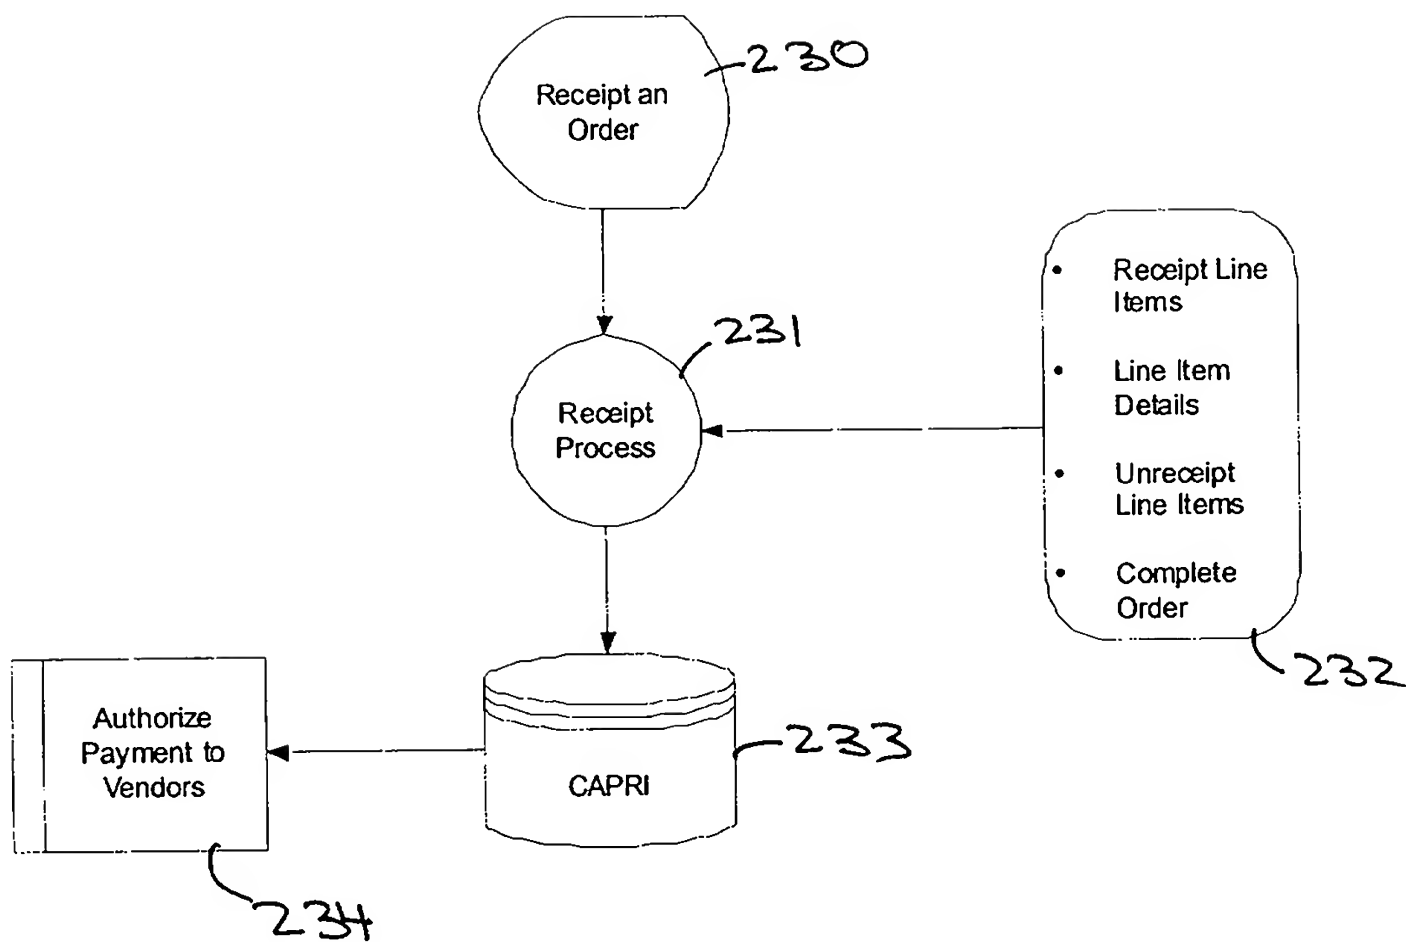 230
Receipt an
Order
231
Receipt
Process
• Receipt Line
Items
• Line Item
Details
• Unreceipt
Line Items
• Complete
Order
232
Authorize
Payment to
Vendors
234
CAPRI
233